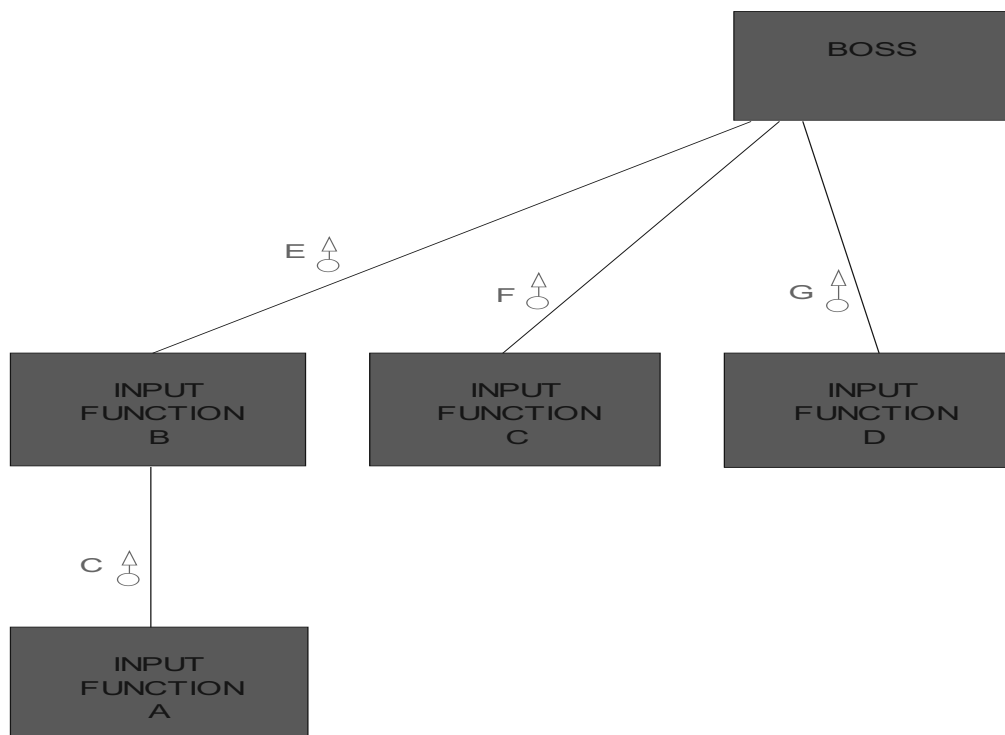 BOSS
E
F
G
INPUT
FUNCTION
B
INPUT
FUNCTION
C
INPUT
FUNCTION
D
C
INPUT
FUNCTION
A